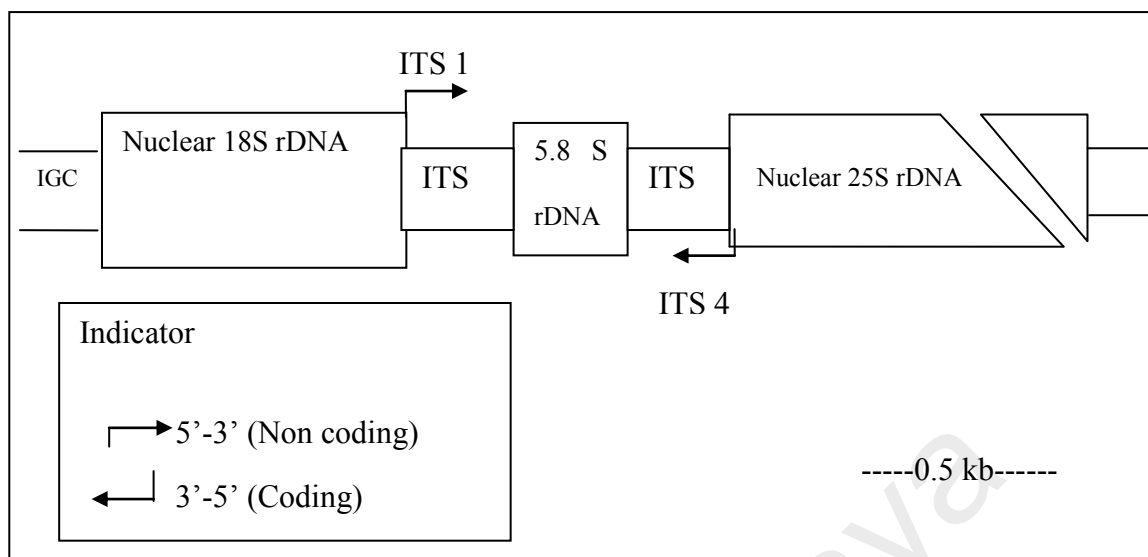 ITS 1
Nuclear 18S rDNA
5.8 S
rDNA
IGC
ITS
ITS
Nuclear 25S rDNA
ITS 4
Indicator
5’-3’ (Non coding)
3’-5’ (Coding)
-----0.5 kb------